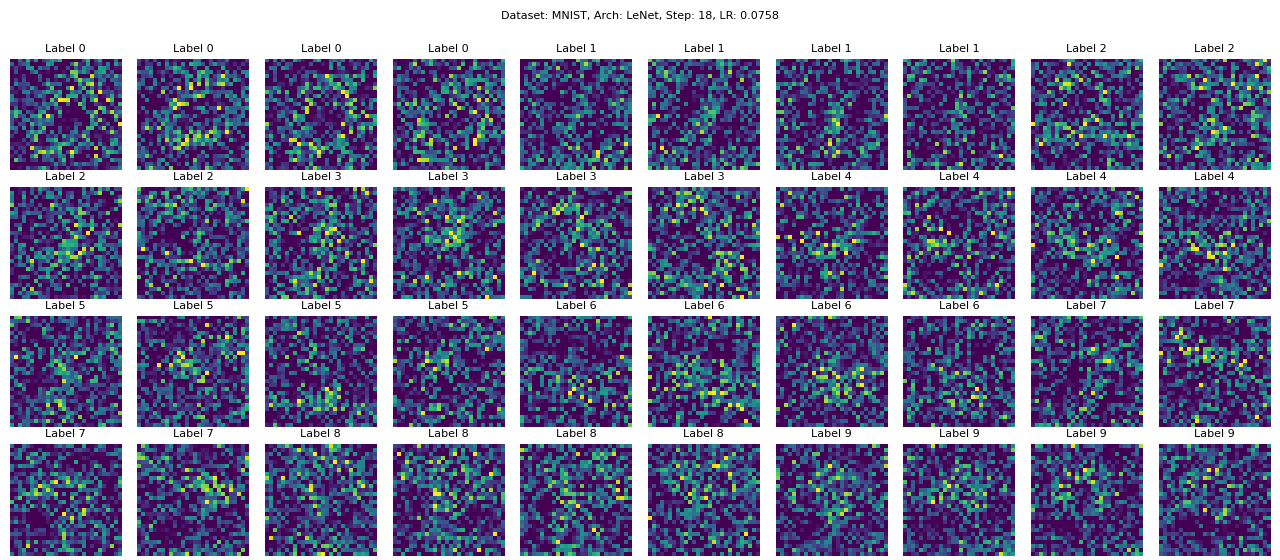 Dataset: MNIST, Arch: LeNet, Step: 18, LR: 0.0758
Label 0 Label 0 Label 0 Label 0 Label 1 Label 1 Label 1 Label 1 Label 2 Label 2
Label 2 Label 2 Label 3 Label 3 Label 3 Label 3 Label 4 Label 4 Label 4 Label 4
Label 5 Label 5 Label 5 Label 5 Label 6 Label 6 Label 6 Label 6 Label 7 Label 7
Label 7 Label 7 Label 8 Label 8 Label 8 Label 8 Label 9 Label 9 Label 9 Label 9